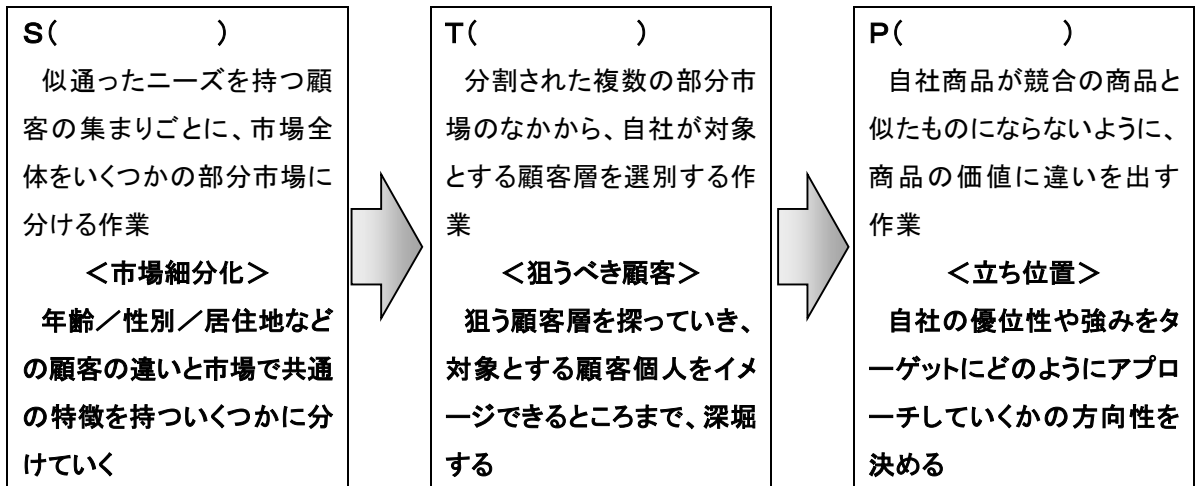 S(　　　　　　)
似通ったニーズを持つ顧
客の集まりごとに、市場全
体をいくつかの部分市場に
分ける作業
＜市場細分化＞
年齢／性別／居住地など
の顧客の違いと市場で共通
の特徴を持ついくつかに分
けていく
T(　　　　　　)
分割された複数の部分市
場のなかから、自社が対象
とする顧客層を選別する作
業
＜狙うべき顧客＞
狙う顧客層を探っていき、
対象とする顧客個人をイメ
ージできるところまで、深堀
する
P(　　　　　　)
自社商品が競合の商品と
似たものにならないように、
商品の価値に違いを出す
作業
＜立ち位置＞
自社の優位性や強みをタ
ーゲットにどのようにアプロ
ーチしていくかの方向性を
決める